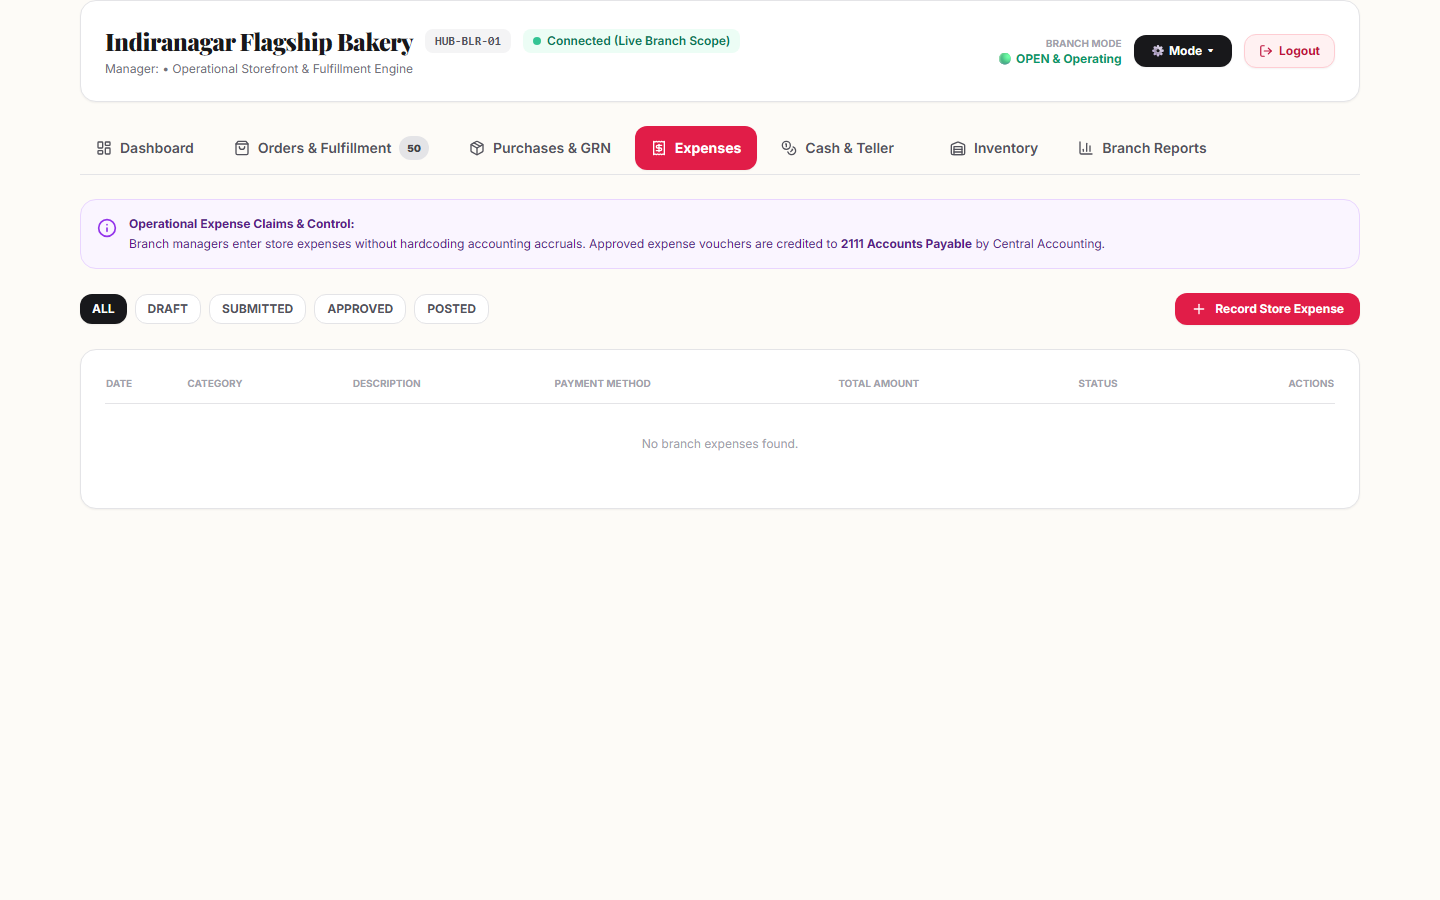 Indiranagar Flagship Bakery
HUB-BLR-01
Connected (Live Branch Scope)
Manager: • Operational Storefront & Fulfillment Engine
BRANCH MODE
OPEN & Operating
Mode
Logout
Dashboard
Orders & Fulfillment 50
Purchases & GRN
Expenses
Cash & Teller
Inventory
Branch Reports
Operational Expense Claims & Control:
Branch managers enter store expenses without hardcoding accounting accruals. Approved expense vouchers are credited to 2111 Accounts Payable by Central Accounting.
ALL
DRAFT
SUBMITTED
APPROVED
POSTED
Record Store Expense
DATE CATEGORY DESCRIPTION PAYMENT METHOD TOTAL AMOUNT STATUS ACTIONS
No branch expenses found.